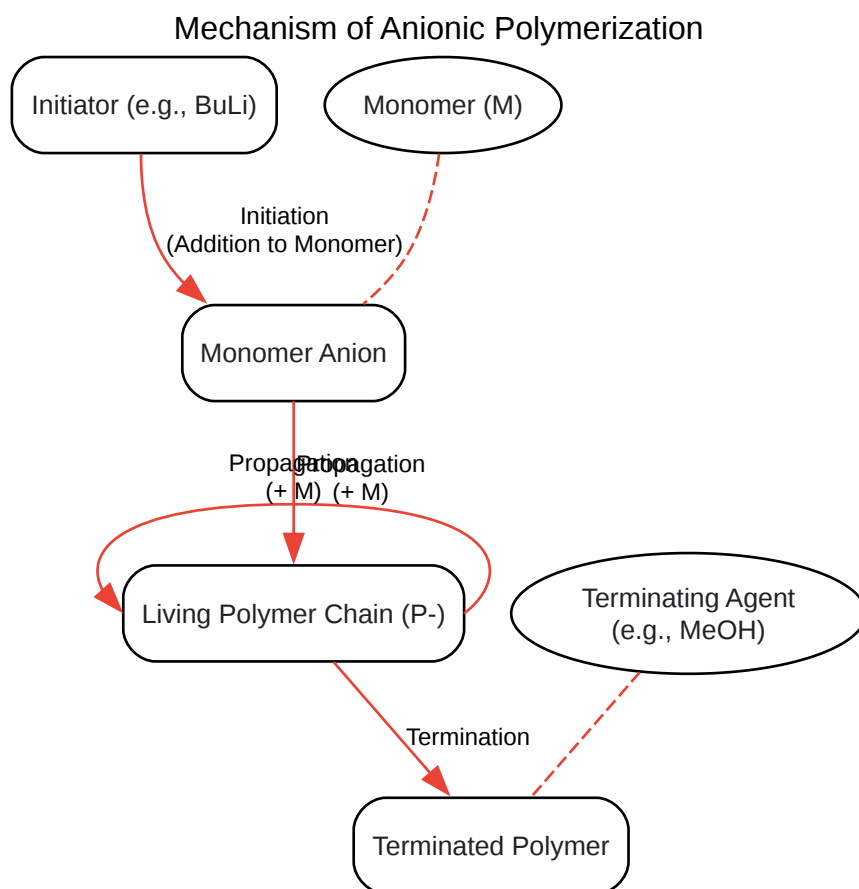 Mechanism of Anionic Polymerization
Initiator (e.g., BuLi)
Monomer (M)
Initiation
(Addition to Monomer)
Monomer Anion
Propagation
(+ M)
Propagation
(+ M)
Living Polymer Chain (P-)
Terminating Agent
(e.g., MeOH)
Termination
Terminated Polymer